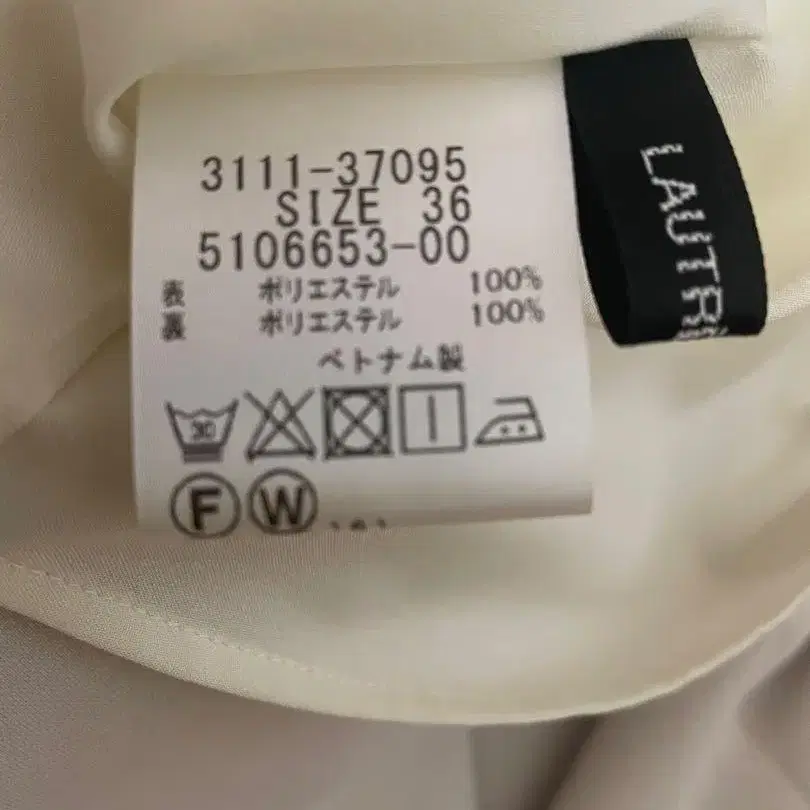 3111-37095
SIZE 36
5106653-00
表 ポリエステル 100%
裏 ポリエステル 100%
ベトナム製
30
F W
LAUTR